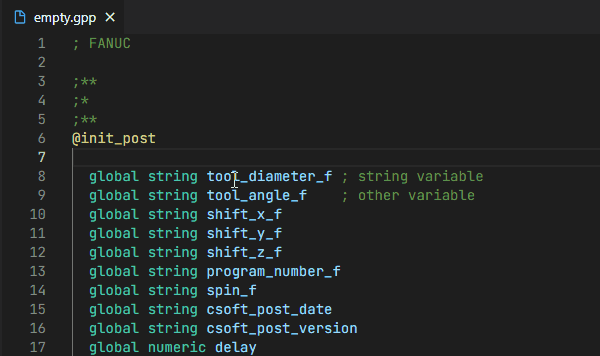 empty.gpp
1 ; FANUC
2
3 ;**
4 ;*
5 ;**
6 @init_post
7
8 global string tool_diameter_f ; string variable
9 global string tool_angle_f    ; other variable
10 global string shift_x_f
11 global string shift_y_f
12 global string shift_z_f
13 global string program_number_f
14 global string spin_f
15 global string csoft_post_date
16 global string csoft_post_version
17 global numeric delay